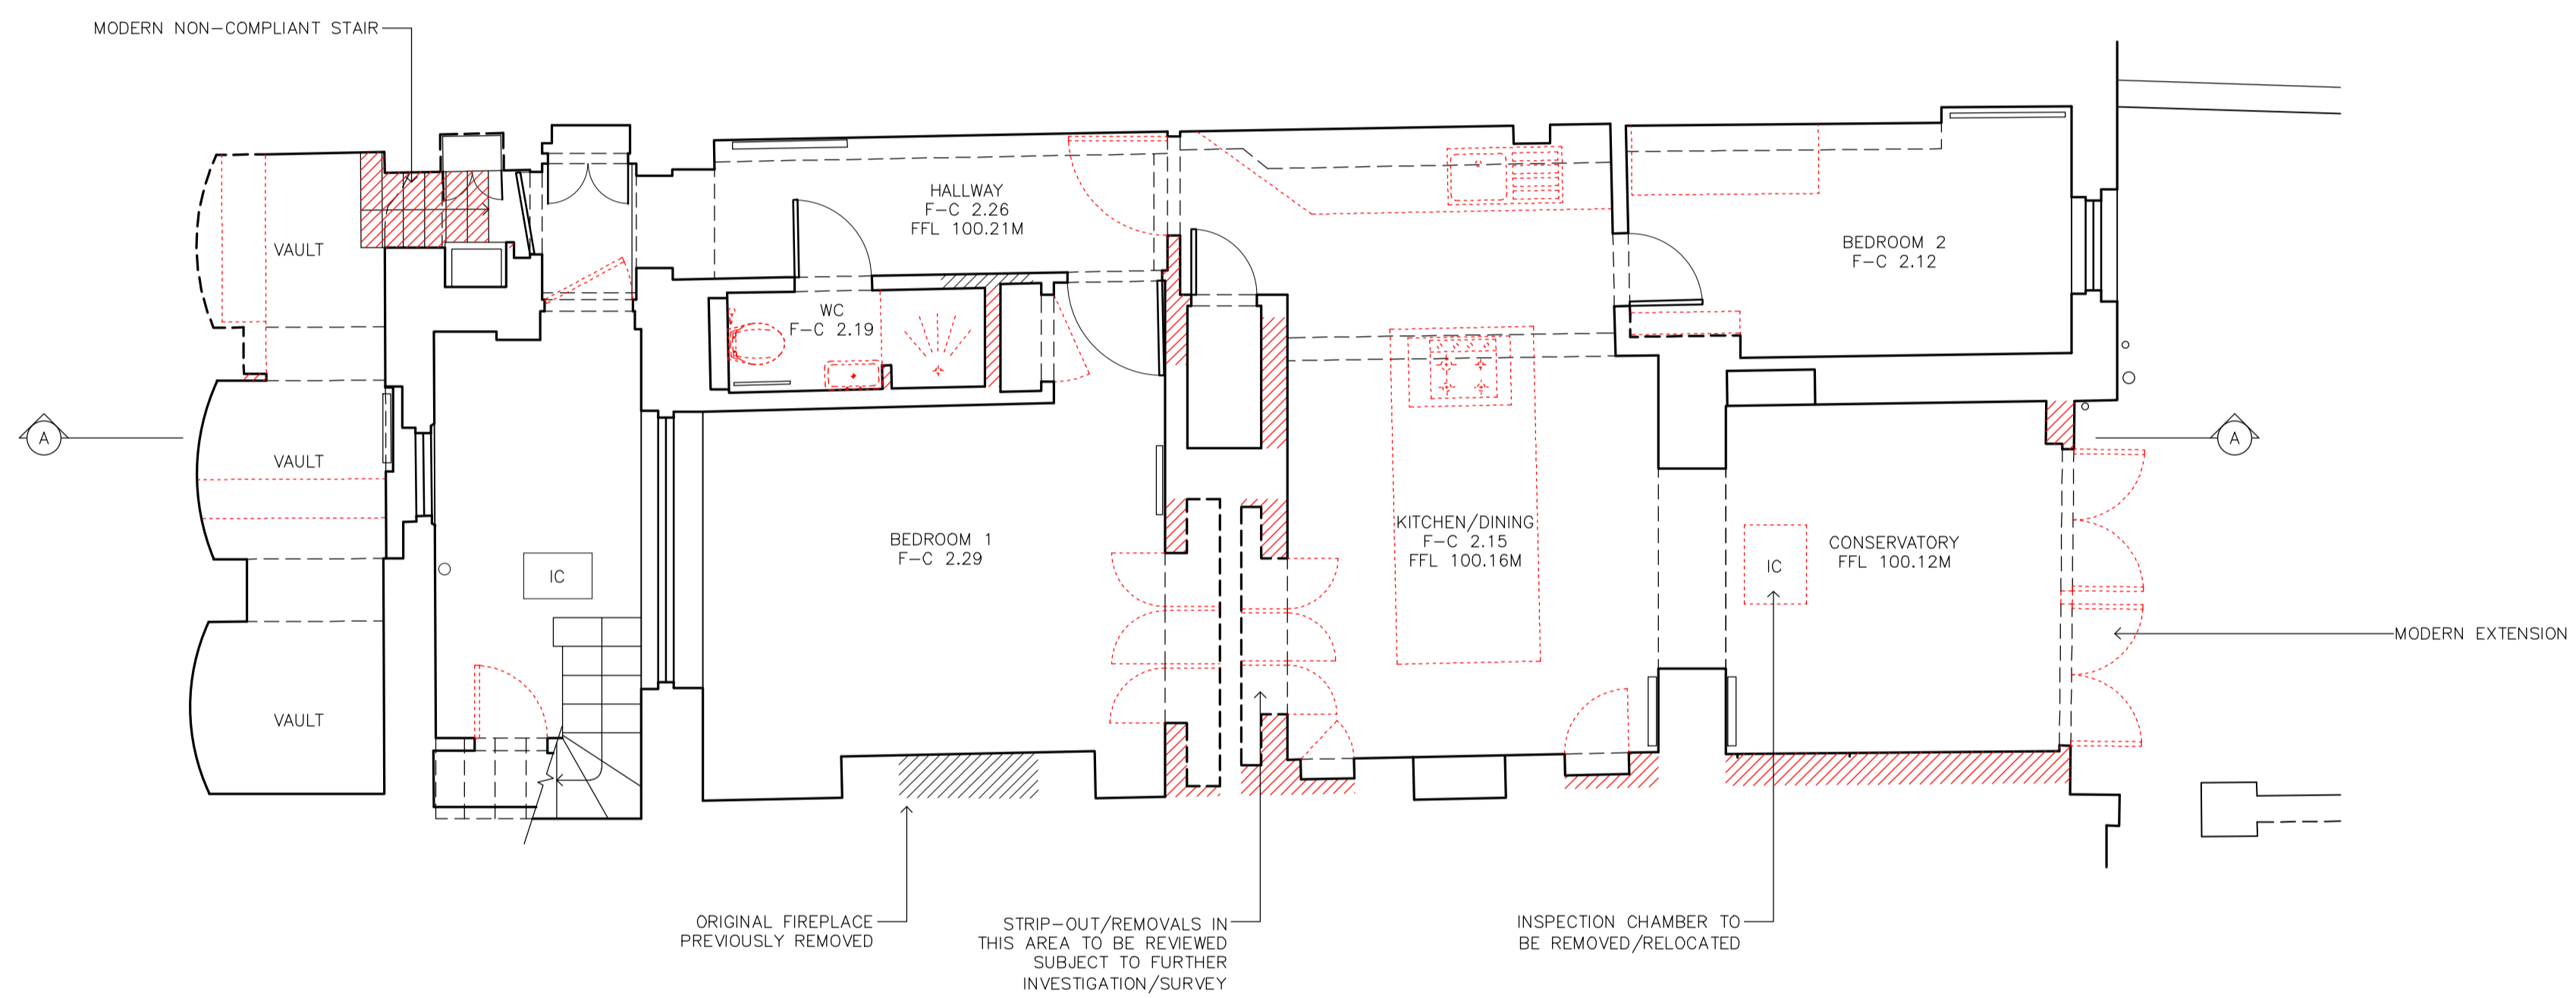 MODERN NON-COMPLIANT STAIR
HALLWAY
F-C 2.26
FFL 100.21M
VAULT
BEDROOM 2
F-C 2.12
WC
F-C 2.19
A
A
VAULT
KITCHEN/DINING
F-C 2.15
FFL 100.16M
BEDROOM 1
F-C 2.29
CONSERVATORY
FFL 100.12M
IC
IC
MODERN EXTENSION
VAULT
ORIGINAL FIREPLACE
PREVIOUSLY REMOVED
STRIP-OUT/REMOVALS IN
THIS AREA TO BE REVIEWED
SUBJECT TO FURTHER
INVESTIGATION/SURVEY
INSPECTION CHAMBER TO
BE REMOVED/RELOCATED